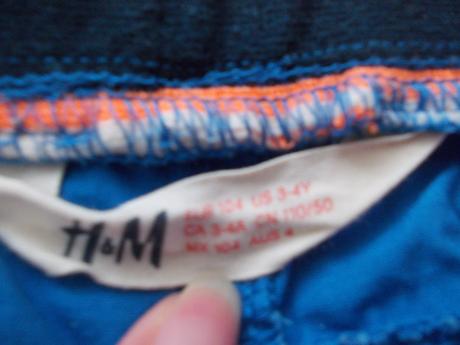 H&M
EUR 104 US 3-4Y
CA 3-4A CN 110/50
MX 104 AUS 4